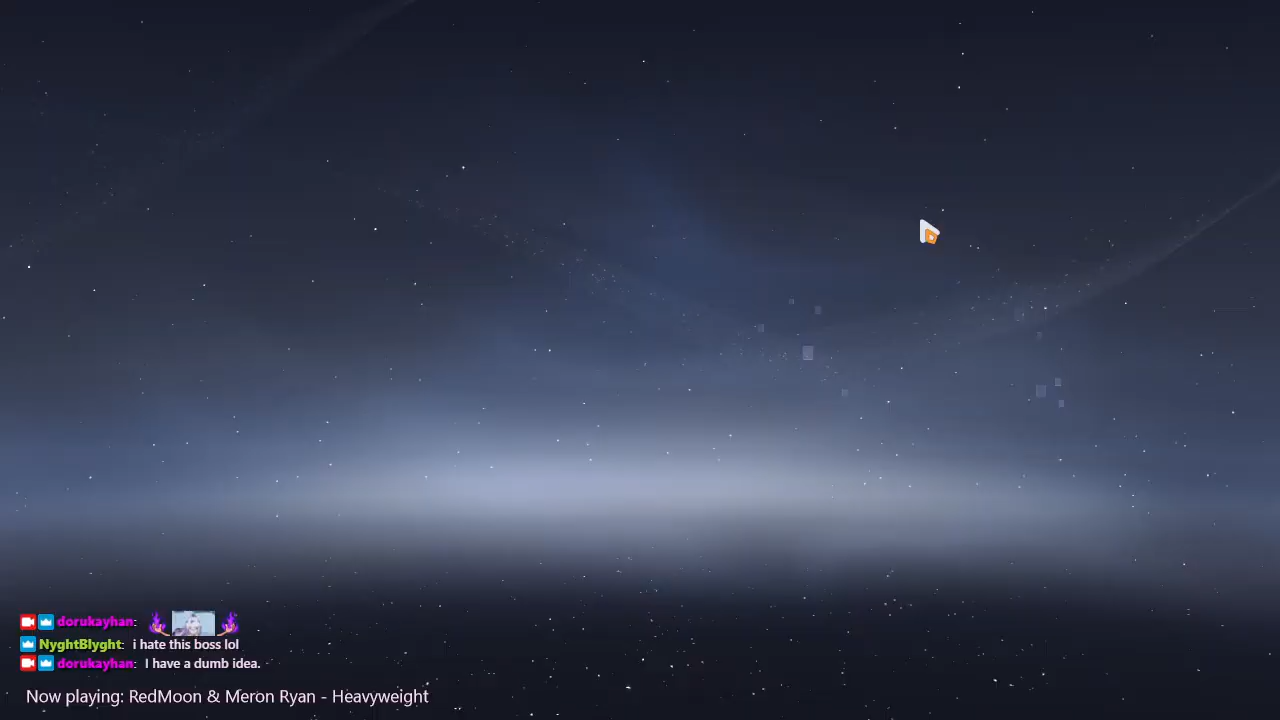 dorukayhan:
NyghtBlyght: i hate this boss lol
dorukayhan: I have a dumb idea.
Now playing: RedMoon & Meron Ryan - Heavyweight